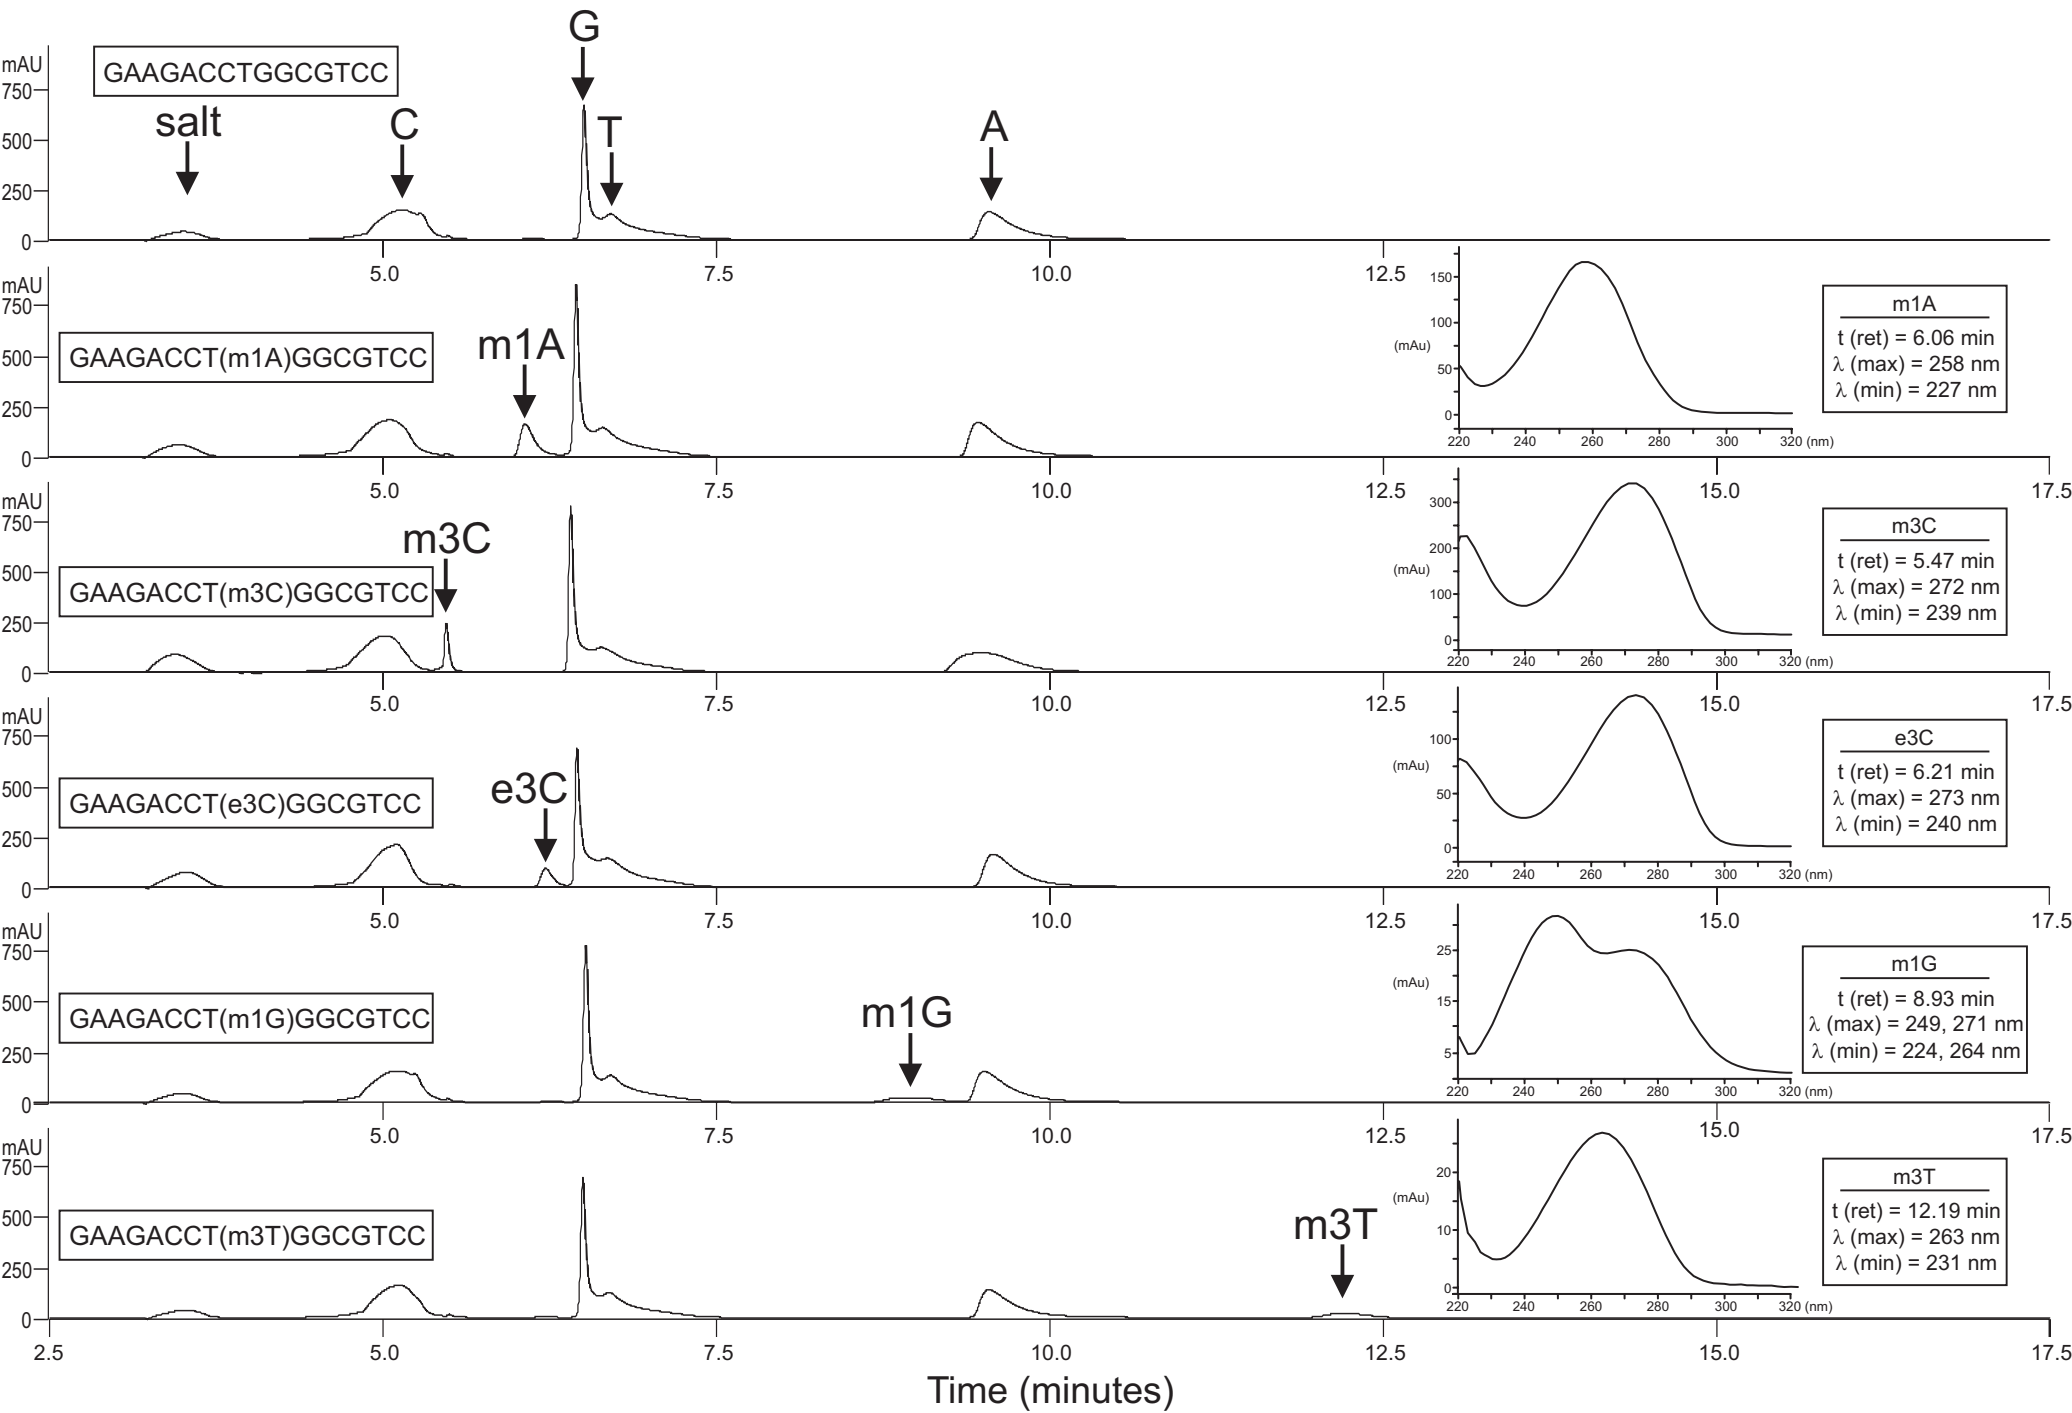 G
mAU
GAAGACCTGGCGTCC
750
salt
C
T
A
500
250
0
5.0 7.5 10.0 12.5
mAU
750
GAAGACCT(m1A)GGCGTCC
m1A
500
250
0
150
100
(mAu)
50
0
220 240 260 280 300 320 (nm)
m1A
t (ret) = 6.06 min
λ (max) = 258 nm
λ (min) = 227 nm
5.0 7.5 10.0 12.5 15.0 17.5
mAU
750
m3C
500
GAAGACCT(m3C)GGCGTCC
250
0
300
200
(mAu)
100
0
220 240 260 280 300 320 (nm)
m3C
t (ret) = 5.47 min
λ (max) = 272 nm
λ (min) = 239 nm
5.0 7.5 10.0 12.5 15.0 17.5
mAU
750
e3C
500
GAAGACCT(e3C)GGCGTCC
250
0
100
(mAu)
50
0
220 240 260 280 300 320 (nm)
e3C
t (ret) = 6.21 min
λ (max) = 273 nm
λ (min) = 240 nm
5.0 7.5 10.0 12.5 15.0 17.5
mAU
750
500
GAAGACCT(m1G)GGCGTCC
m1G
250
0
25
(mAu)
15
5
220 240 260 280 300 320 (nm)
m1G
t (ret) = 8.93 min
λ (max) = 249, 271 nm
λ (min) = 224, 264 nm
5.0 7.5 10.0 12.5 15.0 17.5
mAU
750
500
GAAGACCT(m3T)GGCGTCC
m3T
250
0
20
(mAu)
10
0
220 240 260 280 300 320 (nm)
m3T
t (ret) = 12.19 min
λ (max) = 263 nm
λ (min) = 231 nm
2.5 5.0 7.5 10.0 12.5 15.0 17.5
Time (minutes)